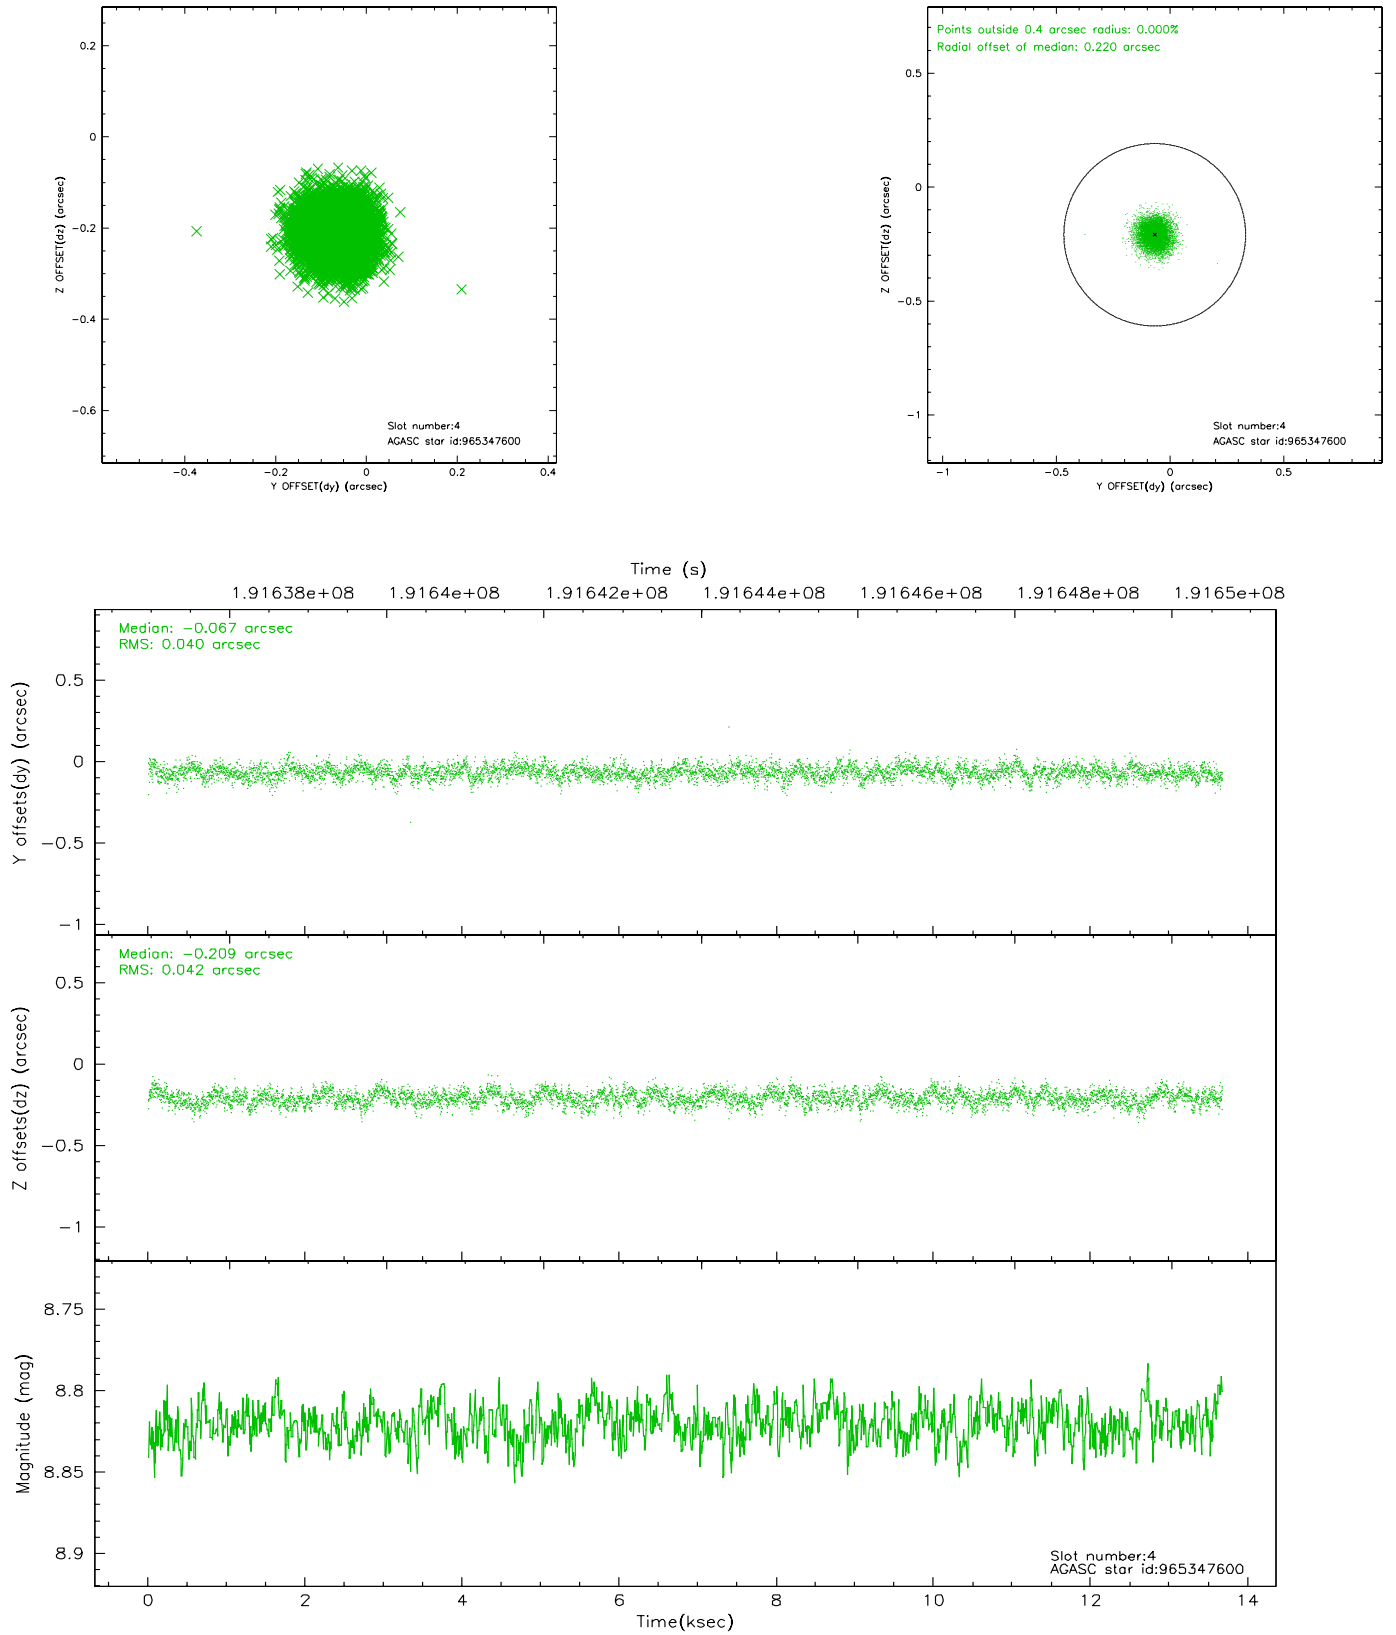 0.2
0
−0.2
−0.4
−0.6
Z OFFSET(dz) (arcsec)
Slot number:4
AGASC star id:965347600
−0.4
−0.2
0
0.2
0.4
Y OFFSET(dy) (arcsec)
Points outside 0.4 arcsec radius: 0.000%
Radial offset of median: 0.220 arcsec
0.5
0
−0.5
−1
Z OFFSET(dz) (arcsec)
Slot number:4
AGASC star id:965347600
−1
−0.5
0
0.5
Y OFFSET(dy) (arcsec)
Time (s)
1.91638e+08
1.9164e+08
1.91642e+08
1.91644e+08
1.91646e+08
1.91648e+08
1.9165e+08
Median: −0.067 arcsec
RMS: 0.040 arcsec
0.5
0
−0.5
−1
Y offsets(dy) (arcsec)
Median: −0.209 arcsec
RMS: 0.042 arcsec
0.5
0
−0.5
−1
Z offsets(dz) (arcsec)
8.75
8.8
8.85
8.9
Magnitude (mag)
Slot number:4
AGASC star id:965347600
0
2
4
6
8
10
12
14
Time(ksec)